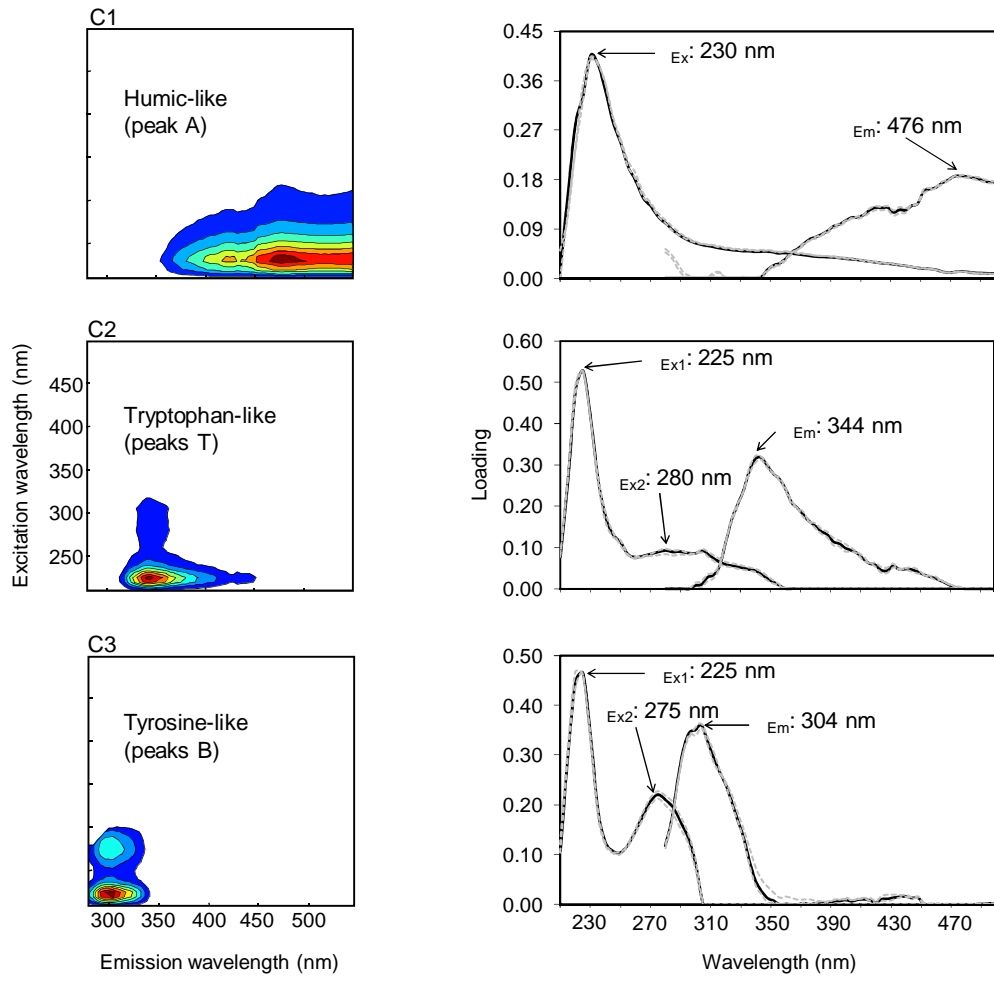 C1
Humic-like
(peak A)
0.45
0.36
0.27
0.18
0.09
0.00
Ex: 230 nm
Em: 476 nm
C2
Excitation wavelength (nm)
450
400
350
300
250
Tryptophan-like
(peaks T)
Loading
0.60
0.50
0.40
0.30
0.20
0.10
0.00
Ex1: 225 nm
Em: 344 nm
Ex2: 280 nm
C3
Tyrosine-like
(peaks B)
300 350 400 450 500
Emission wavelength (nm)
0.50
0.40
0.30
0.20
0.10
0.00
Ex1: 225 nm
Ex2: 275 nm
Em: 304 nm
230 270 310 350 390 430 470
Wavelength (nm)